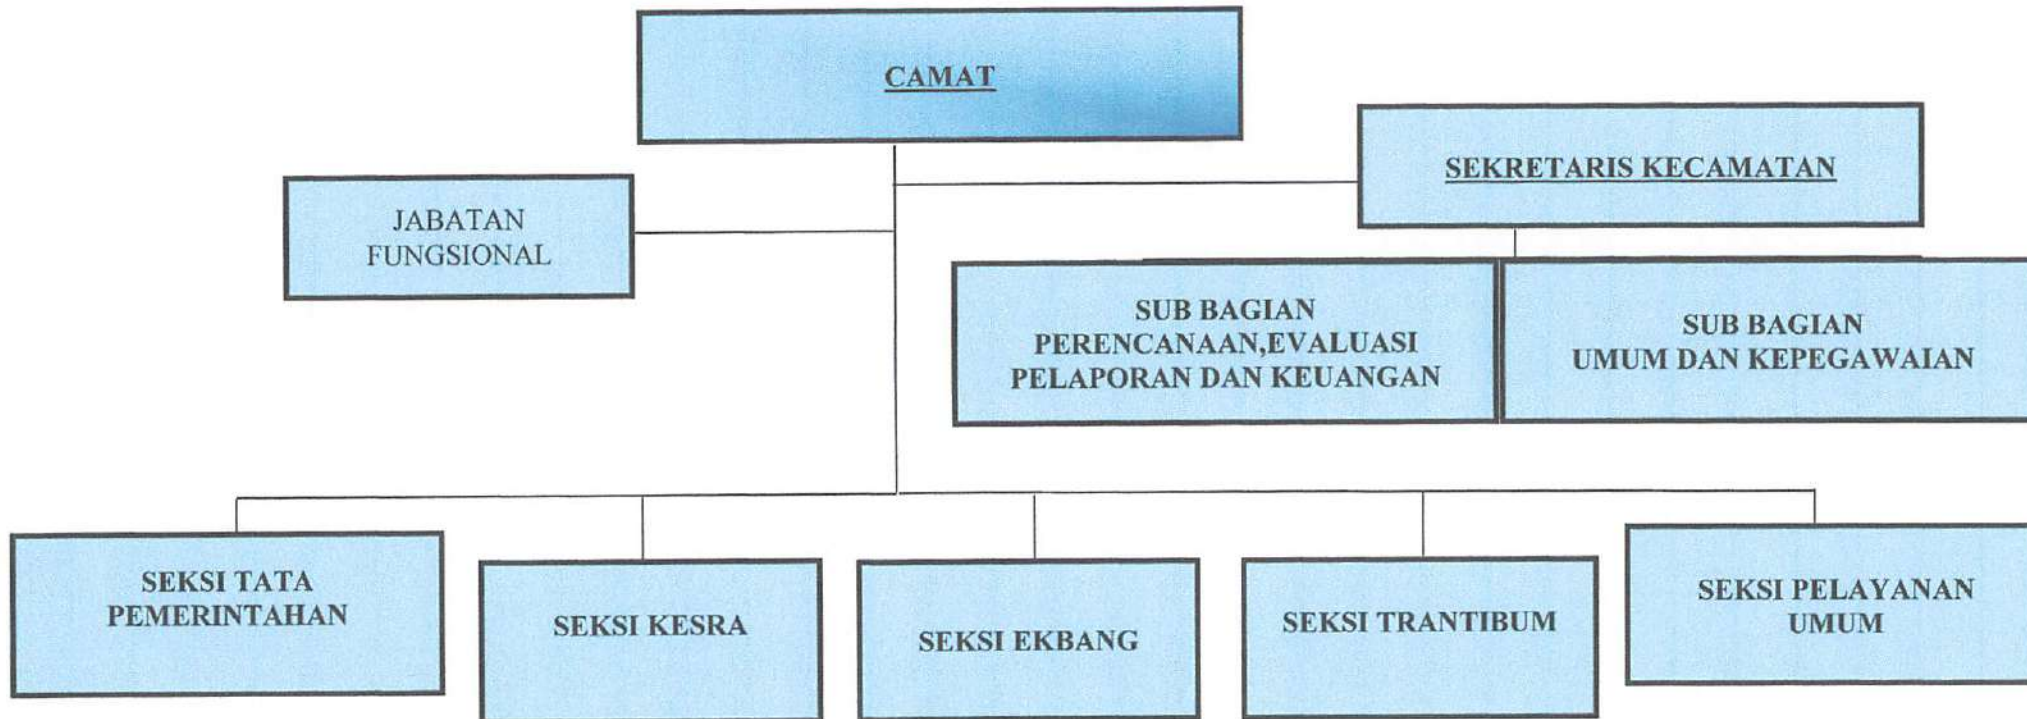 CAMAT
SEKRETARIS KECAMATAN
JABATAN
FUNGSIONAL
SUB BAGIAN
PERENCANAAN,EVALUASI
PELAPORAN DAN KEUANGAN
SUB BAGIAN
UMUM DAN KEPEGAWAIAN
SEKSI TATA
PEMERINTAHAN
SEKSI KESRA
SEKSI EKBANG
SEKSI TRANTIBUM
SEKSI PELAYANAN
UMUM